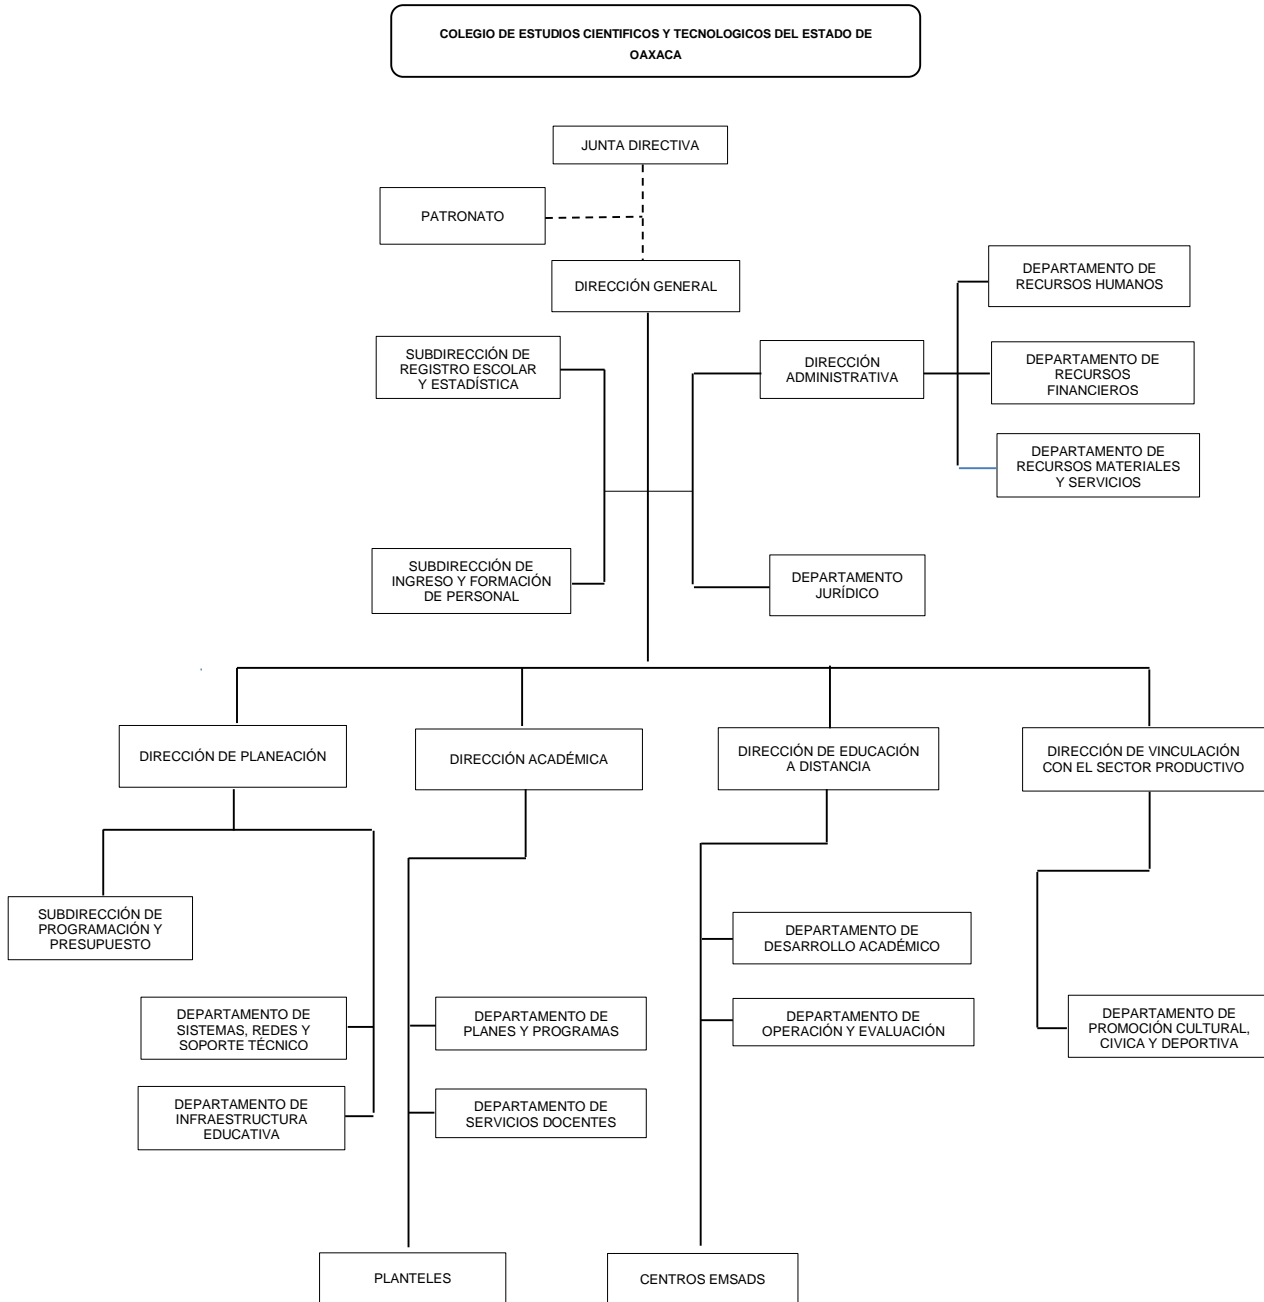 COLEGIO DE ESTUDIOS CIENTIFICOS Y TECNOLOGICOS DEL ESTADO DE
OAXACA
JUNTA DIRECTIVA
PATRONATO
DIRECCIÓN GENERAL
DEPARTAMENTO DE
RECURSOS HUMANOS
SUBDIRECCIÓN DE
REGISTRO ESCOLAR
Y ESTADÍSTICA
DIRECCIÓN
ADMINISTRATIVA
DEPARTAMENTO DE
RECURSOS
FINANCIEROS
DEPARTAMENTO DE
RECURSOS MATERIALES
Y SERVICIOS
SUBDIRECCIÓN DE
INGRESO Y FORMACIÓN
DE PERSONAL
DEPARTAMENTO
JURÍDICO
DIRECCIÓN DE PLANEACIÓN
DIRECCIÓN ACADÉMICA
DIRECCIÓN DE EDUCACIÓN
A DISTANCIA
DIRECCIÓN DE VINCULACIÓN
CON EL SECTOR PRODUCTIVO
SUBDIRECCIÓN DE
PROGRAMACIÓN Y
PRESUPUESTO
DEPARTAMENTO DE
DESARROLLO ACADÉMICO
DEPARTAMENTO DE
SISTEMAS, REDES Y
SOPORTE TÉCNICO
DEPARTAMENTO DE
PLANES Y PROGRAMAS
DEPARTAMENTO DE
OPERACIÓN Y EVALUACIÓN
DEPARTAMENTO DE
PROMOCIÓN CULTURAL,
CIVICA Y DEPORTIVA
DEPARTAMENTO DE
INFRAESTRUCTURA
EDUCATIVA
DEPARTAMENTO DE
SERVICIOS DOCENTES
PLANTELES
CENTROS EMSADS